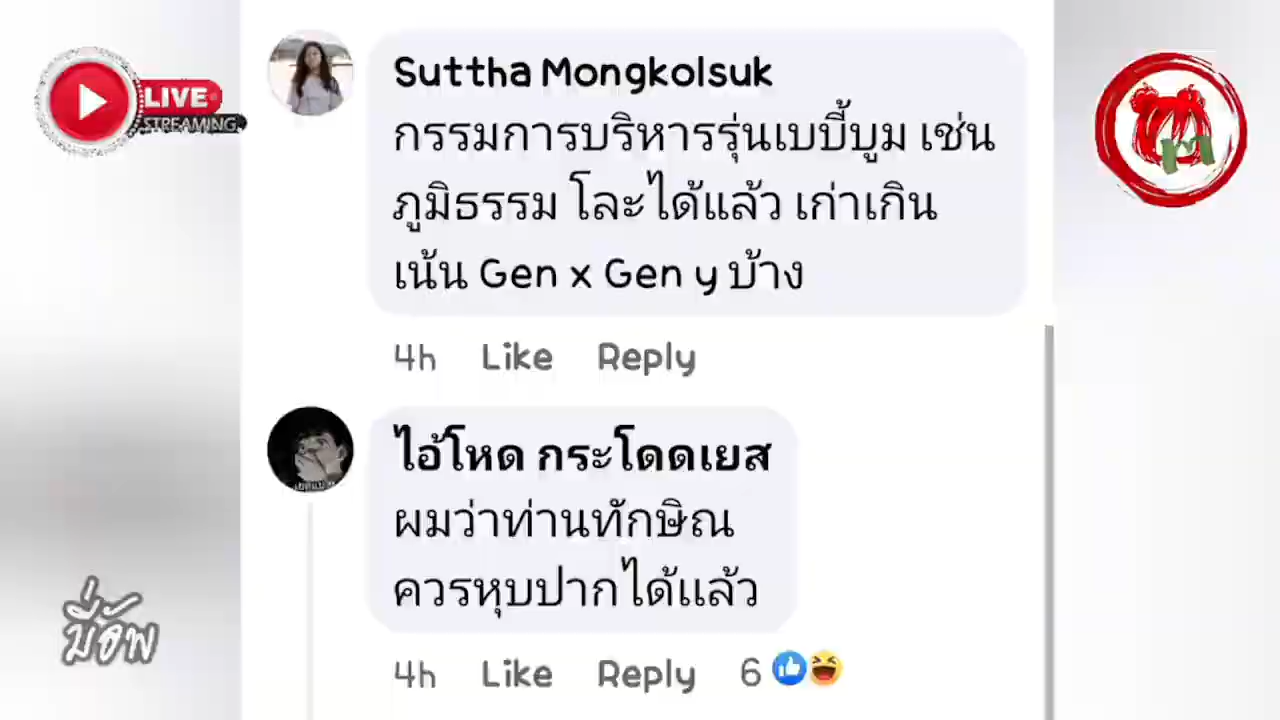 LIVE
STREAMING
Suttha Mongkolsuk
กรรมการบริหารรุ่นเบบี้บูม เช่น
ภูมิธรรม โละได้แล้ว เก่าเกิน
เน้น Gen x Gen y บ้าง
4h Like Reply
ไอ้โหด กระโดดเยส
ผมว่าท่านทักษิณ
ควรหุบปากได้แล้ว
4h Like Reply 6
มี่อัพ